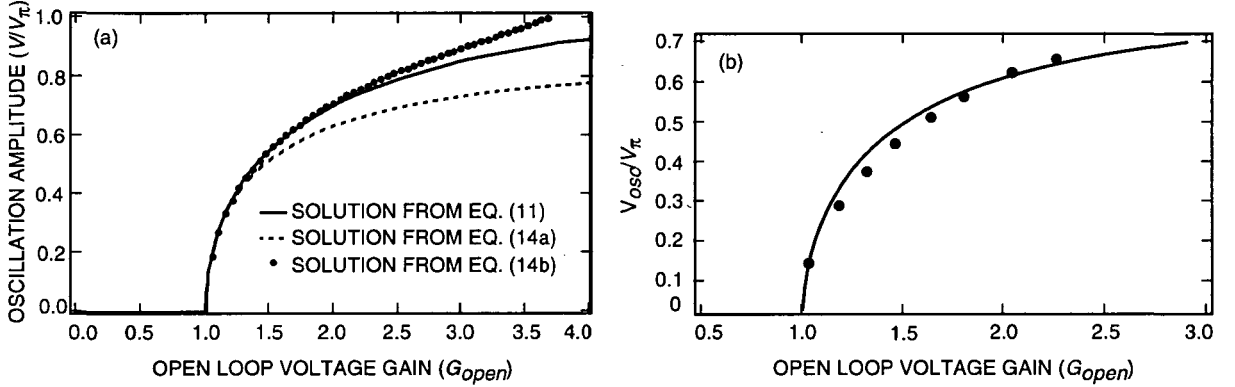 (a)
OSCILLATION AMPLITUDE (V/Vπ)
1.0
0.8
0.6
0.4
0.2
0.0
SOLUTION FROM EQ. (11)
SOLUTION FROM EQ. (14a)
SOLUTION FROM EQ. (14b)
0.0 0.5 1.0 1.5 2.0 2.5 3.0 3.5 4.0
OPEN LOOP VOLTAGE GAIN (Gopen)
(b)
Vosc/Vπ
0.7
0.6
0.5
0.4
0.3
0.2
0.1
0
0.5 1.0 1.5 2.0 2.5 3.0
OPEN LOOP VOLTAGE GAIN (Gopen)